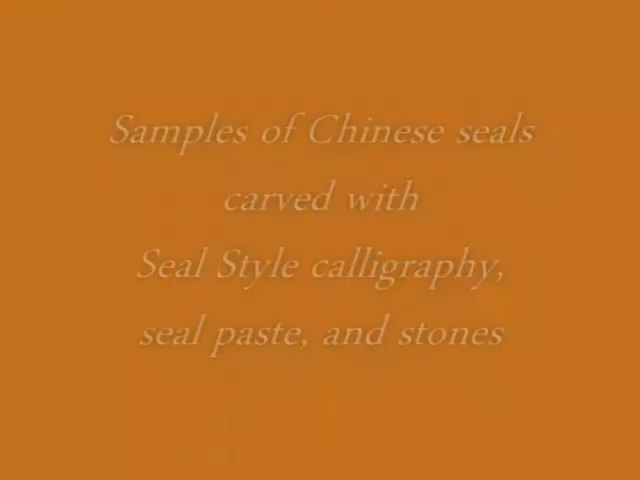 Samples of Chinese seals
carved with
Seal Style calligraphy,
seal paste, and stones